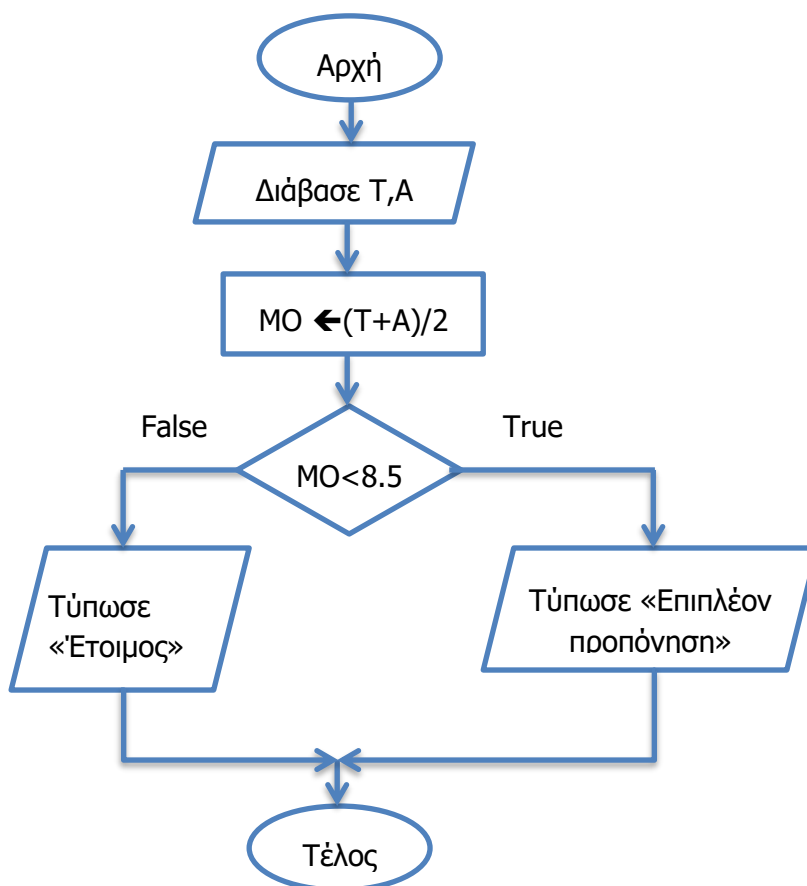 Αρχή
Διάβασε Τ,Α
ΜΟ 🡸(Τ+Α)/2
False
True
ΜΟ<8.5
Τύπωσε
«Έτοιμος»
Τύπωσε «Επιπλέον
προπόνηση»
Τέλος